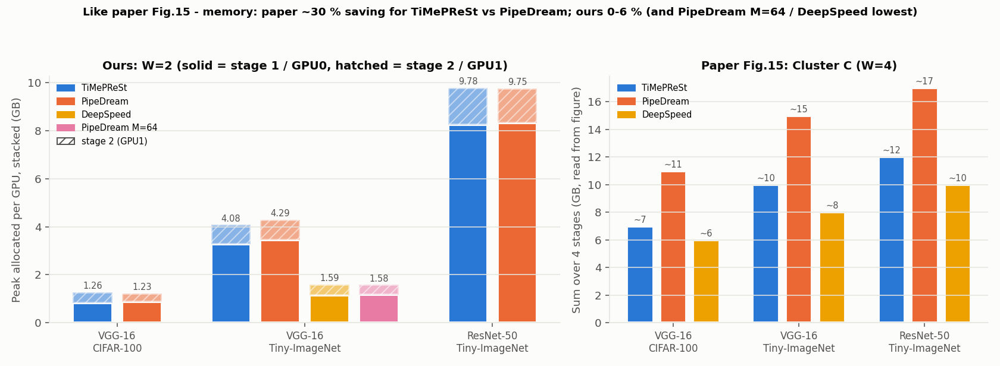 Like paper Fig.15 - memory: paper ~30 % saving for TiMePReSt vs PipeDream; ours 0-6 % (and PipeDream M=64 / DeepSpeed lowest)
Ours: W=2 (solid = stage 1 / GPU0, hatched = stage 2 / GPU1)
Peak allocated per GPU, stacked (GB)
10
8
6
4
2
0
TiMePReSt
PipeDream
DeepSpeed
PipeDream M=64
stage 2 (GPU1)
1.26
1.23
4.08
4.29
1.59
1.58
9.78
9.75
VGG-16
CIFAR-100
VGG-16
Tiny-ImageNet
ResNet-50
Tiny-ImageNet
Paper Fig.15: Cluster C (W=4)
Sum over 4 stages (GB, read from figure)
16
14
12
10
8
6
4
2
0
TiMePReSt
PipeDream
DeepSpeed
~7
~11
~6
~10
~15
~8
~12
~17
~10
VGG-16
CIFAR-100
VGG-16
Tiny-ImageNet
ResNet-50
Tiny-ImageNet